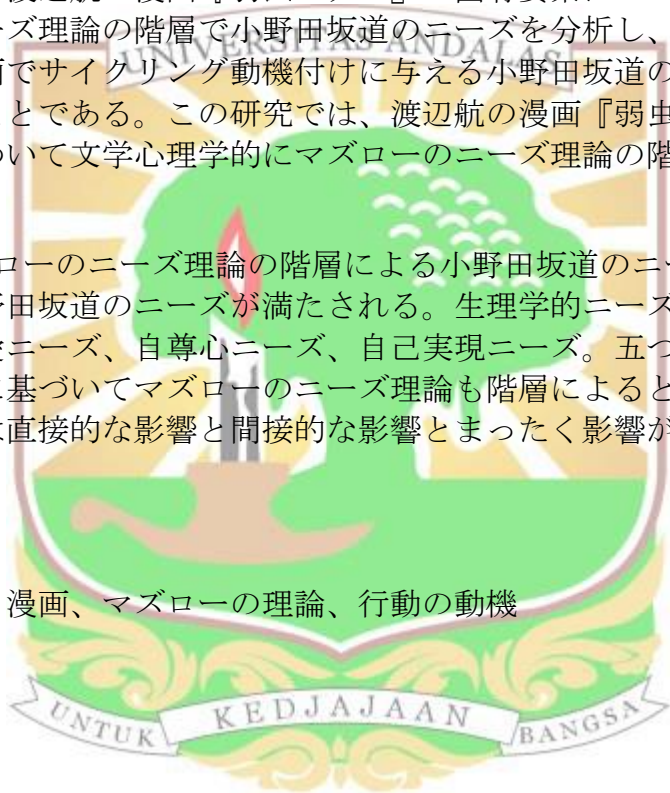 UNIVERSITAS ANDALAS
ーズ理論の階層で小野田坂道のニーズを分析し、
でサイクリング動機付けに与える小野田坂道の
とである。この研究では、渡辺航の漫画『弱虫
いて文学心理学的にマズローのニーズ理論の階
ローのニーズ理論の階層による小野田坂道のニー
野田坂道のニーズが満たされる。生理学的ニーズ
ニーズ、自尊心ニーズ、自己実現ニーズ。五つ
基づいてマズローのニーズ理論も階層によると
直接的な影響と間接的な影響とまったく影響が
漫画、マズローの理論、行動の動機
UNTUK KEDJAJAAN BANGSA